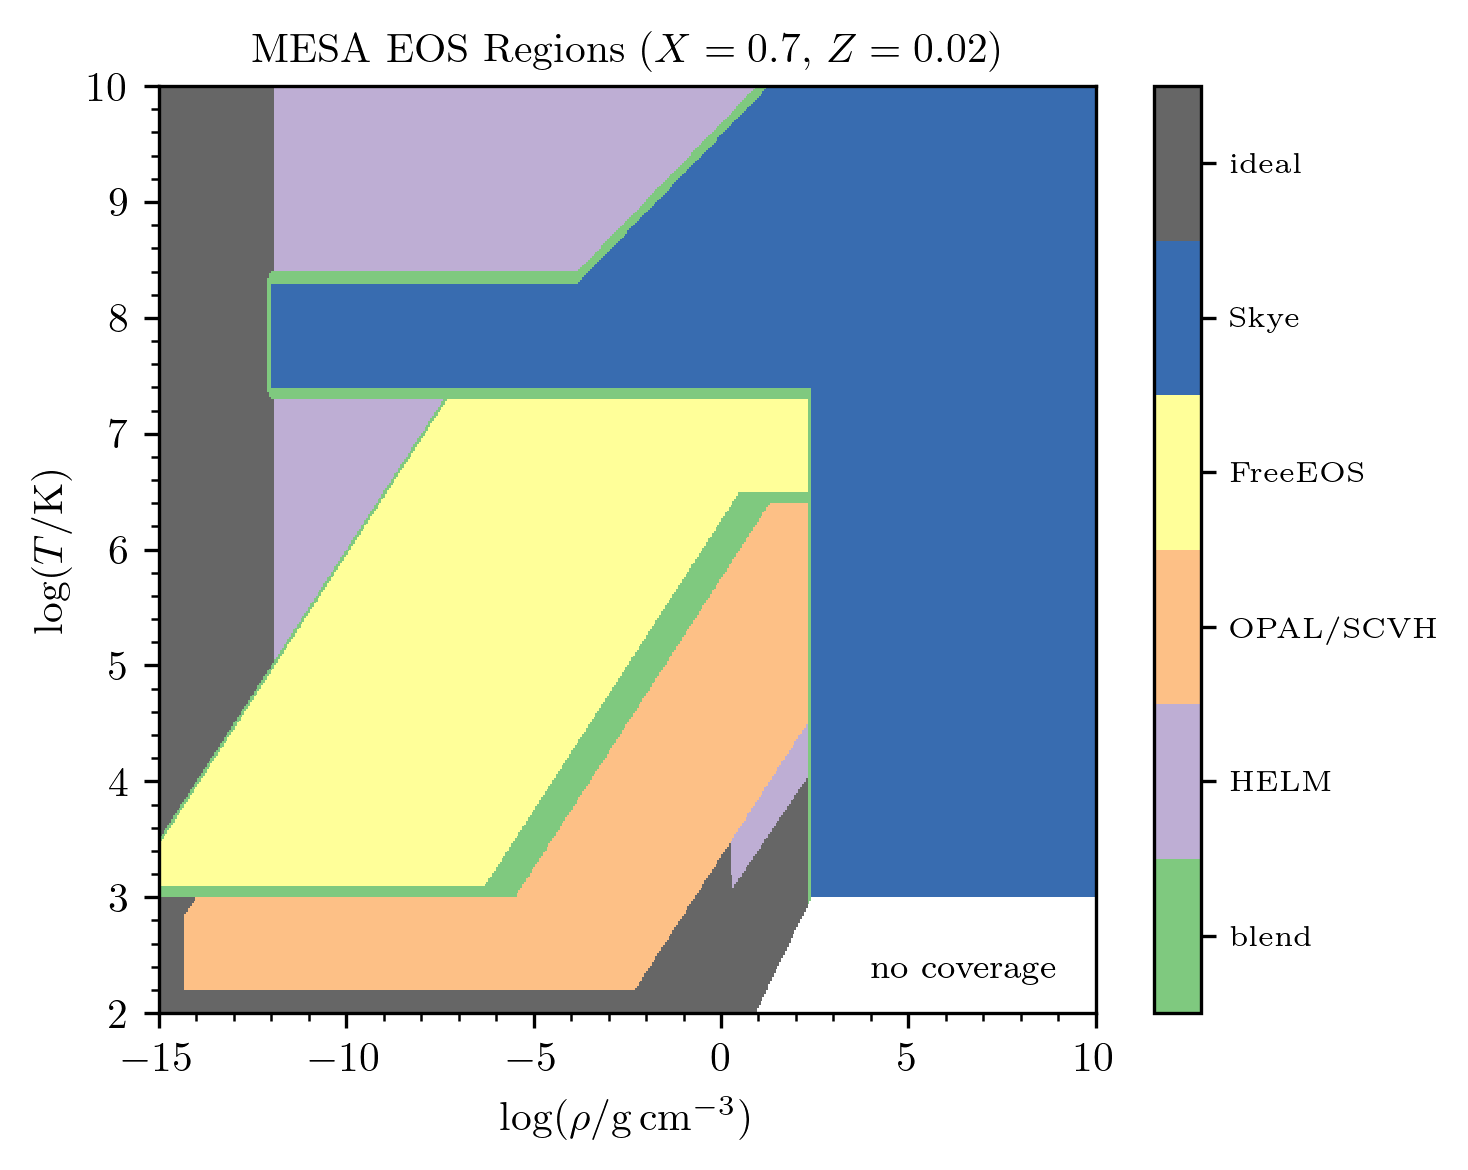 MESA EOS Regions (X = 0.7, Z = 0.02)
10
9
8
7
6
5
4
3
2
log(T/K)
−15
−10
−5
0
5
10
log(ρ/g cm⁻³)
no coverage
ideal
Skye
FreeEOS
OPAL/SCVH
HELM
blend